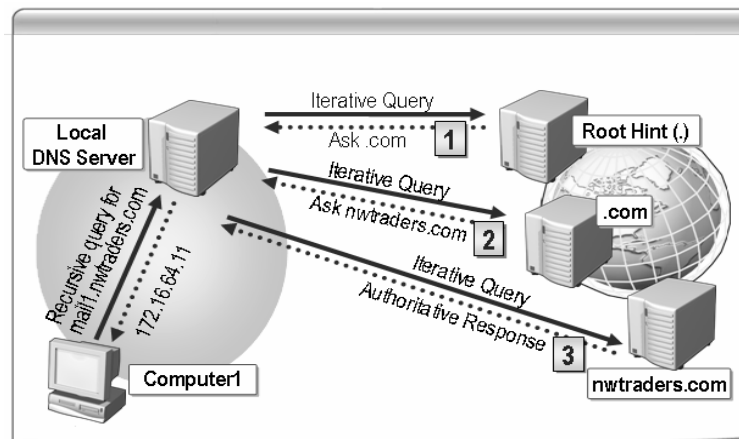 Iterative Query
Local
DNS Server
Root Hint (.)
Ask .com
1
Iterative Query
.com
Ask nwtraders.com
2
Iterative Query
Recursive query for
mail1.nwtraders.com
172.16.64.11
Authoritative Response
3
Computer1
nwtraders.com